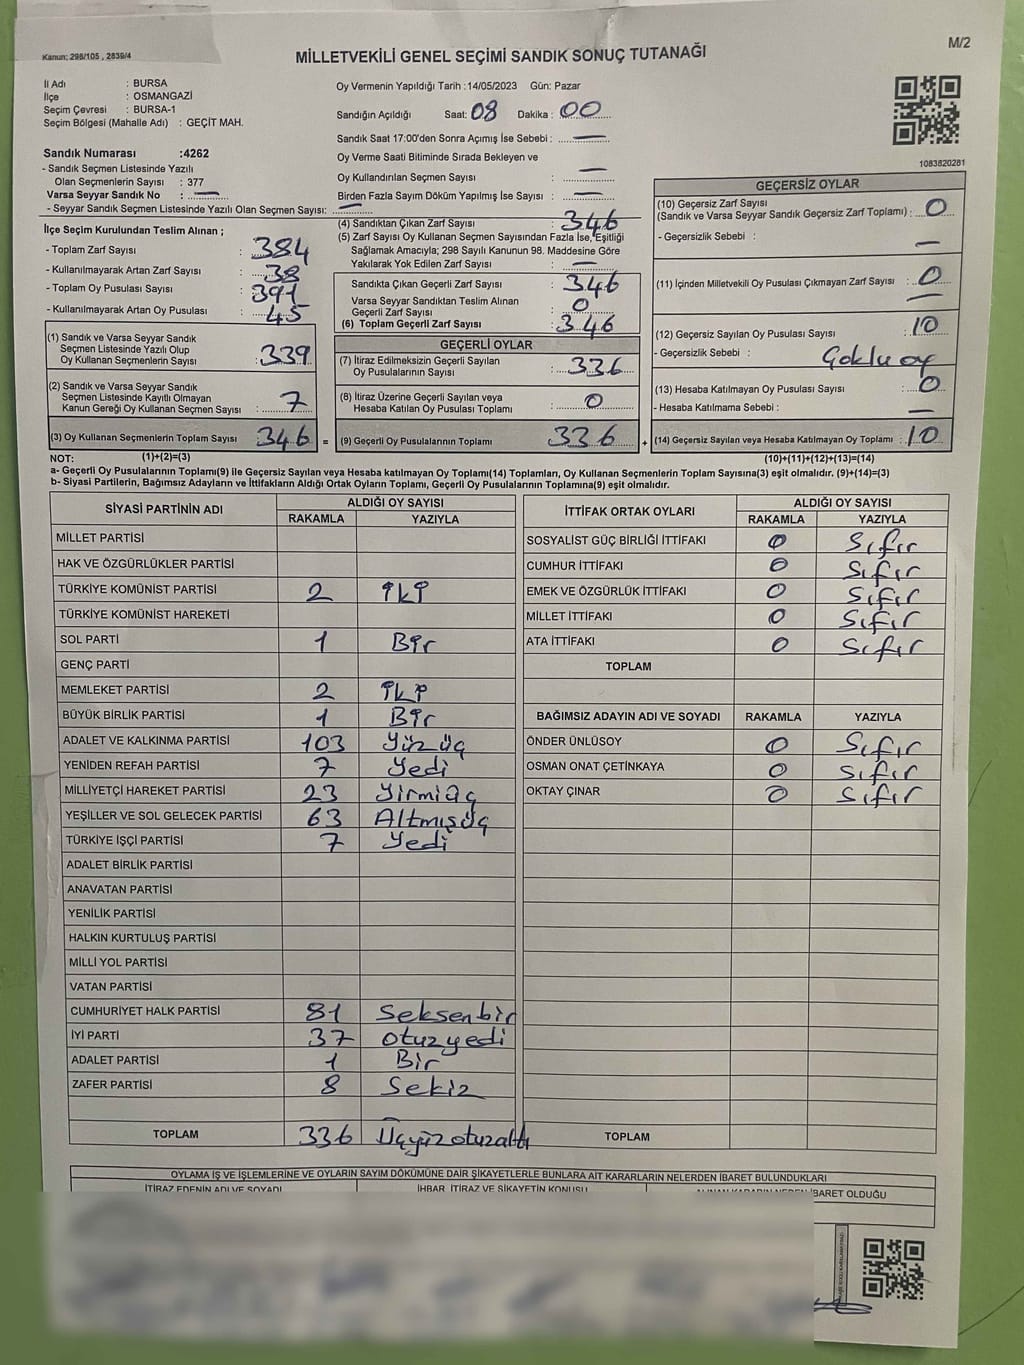 Kanun: 298/105 , 2839/4
M/2
MİLLETVEKİLİ GENEL SEÇİMİ SANDIK SONUÇ TUTANAĞI
İl Adı : BURSA
İlçe : OSMANGAZİ
Seçim Çevresi : BURSA-1
Seçim Bölgesi (Mahalle Adı) : GEÇİT MAH.
Oy Vermenin Yapıldığı Tarih :14/05/2023 Gün: Pazar
Sandığın Açıldığı Saat: 08 Dakika : 00
Sandık Saat 17:00'den Sonra Açımış İse Sebebi : —
Oy Verme Saati Bitiminde Sırada Bekleyen ve
Oy Kullandırılan Seçmen Sayısı : —
Birden Fazla Sayım Döküm Yapılmış İse Sayısı : —
1083820281
Sandık Numarası :4262
- Sandık Seçmen Listesinde Yazılı
Olan Seçmenlerin Sayısı : 377
Varsa Seyyar Sandık No : —
- Seyyar Sandık Seçmen Listesinde Yazılı Olan Seçmen Sayısı: —
İlçe Seçim Kurulundan Teslim Alınan ;
- Toplam Zarf Sayısı : 384
- Kullanılmayarak Artan Zarf Sayısı : 38
- Toplam Oy Pusulası Sayısı : 391
- Kullanılmayarak Artan Oy Pusulası : 45
(1) Sandık ve Varsa Seyyar Sandık
Seçmen Listesinde Yazılı Olup
Oy Kullanan Seçmenlerin Sayısı : 339
(2) Sandık ve Varsa Seyyar Sandık
Seçmen Listesinde Kayıtlı Olmayan
Kanun Gereği Oy Kullanan Seçmen Sayısı : 7
(3) Oy Kullanan Seçmenlerin Toplam Sayısı 346 =
(4) Sandıktan Çıkan Zarf Sayısı : 346
(5) Zarf Sayısı Oy Kullanan Seçmen Sayısından Fazla İse, Eşitliği
Sağlamak Amacıyla; 298 Sayılı Kanunun 98. Maddesine Göre
Yakılarak Yok Edilen Zarf Sayısı : —
Sandıkta Çıkan Geçerli Zarf Sayısı : 346
Varsa Seyyar Sandıktan Teslim Alınan
Geçerli Zarf Sayısı : 0
(6) Toplam Geçerli Zarf Sayısı : 346
GEÇERLİ OYLAR
(7) İtiraz Edilmeksizin Geçerli Sayılan
Oy Pusulalarının Sayısı : 336
(8) İtiraz Üzerine Geçerli Sayılan veya
Hesaba Katılan Oy Pusulası Toplamı : 0
(9) Geçerli Oy Pusulalarının Toplamı 336 +
GEÇERSİZ OYLAR
(10) Geçersiz Zarf Sayısı
(Sandık ve Varsa Seyyar Sandık Geçersiz Zarf Toplamı) : 0
- Geçersizlik Sebebi : —
(11) İçinden Milletvekili Oy Pusulası Çıkmayan Zarf Sayısı : 0
—
(12) Geçersiz Sayılan Oy Pusulası Sayısı : 10
- Geçersizlik Sebebi : Çoklu oy
(13) Hesaba Katılmayan Oy Pusulası Sayısı : 0
- Hesaba Katılmama Sebebi : —
(14) Geçersiz Sayılan veya Hesaba Katılmayan Oy Toplamı : 10
NOT: (1)+(2)=(3) (10)+(11)+(12)+(13)=(14)
a- Geçerli Oy Pusulalarının Toplamı(9) ile Geçersiz Sayılan veya Hesaba katılmayan Oy Toplamı(14) Toplamları, Oy Kullanan Seçmenlerin Toplam Sayısına(3) eşit olmalıdır. (9)+(14)=(3)
b- Siyasi Partilerin, Bağımsız Adayların ve İttifakların Aldığı Ortak Oyların Toplamı, Geçerli Oy Pusulalarının Toplamına(9) eşit olmalıdır.
SİYASİ PARTİNİN ADI ALDIĞI OY SAYISI
RAKAMLA YAZIYLA
MİLLET PARTİSİ
HAK VE ÖZGÜRLÜKLER PARTİSİ
TÜRKİYE KOMÜNİST PARTİSİ 2 İki
TÜRKİYE KOMÜNİST HAREKETİ
SOL PARTİ 1 Bir
GENÇ PARTİ
MEMLEKET PARTİSİ 2 İki
BÜYÜK BİRLİK PARTİSİ 1 Bir
ADALET VE KALKINMA PARTİSİ 103 Yüzüç
YENİDEN REFAH PARTİSİ 7 Yedi
MİLLİYETÇİ HAREKET PARTİSİ 23 Yirmiüç
YEŞİLLER VE SOL GELECEK PARTİSİ 63 Altmışüç
TÜRKİYE İŞÇİ PARTİSİ 7 Yedi
ADALET BİRLİK PARTİSİ
ANAVATAN PARTİSİ
YENİLİK PARTİSİ
HALKIN KURTULUŞ PARTİSİ
MİLLİ YOL PARTİSİ
VATAN PARTİSİ
CUMHURİYET HALK PARTİSİ 81 Seksenbir
İYİ PARTİ 37 Otuzyedi
ADALET PARTİSİ 1 Bir
ZAFER PARTİSİ 8 Sekiz
TOPLAM 336 Üçyüzotuzaltı
İTTİFAK ORTAK OYLARI ALDIĞI OY SAYISI
RAKAMLA YAZIYLA
SOSYALİST GÜÇ BİRLİĞİ İTTİFAKI 0 Sıfır
CUMHUR İTTİFAKI 0 Sıfır
EMEK VE ÖZGÜRLÜK İTTİFAKI 0 Sıfır
MİLLET İTTİFAKI 0 Sıfır
ATA İTTİFAKI 0 Sıfır
TOPLAM
BAĞIMSIZ ADAYIN ADI VE SOYADI RAKAMLA YAZIYLA
ÖNDER ÜNLÜSOY 0 Sıfır
OSMAN ONAT ÇETİNKAYA 0 Sıfır
OKTAY ÇINAR 0 Sıfır
TOPLAM
OYLAMA İŞ VE İŞLEMLERİNE VE OYLARIN SAYIM DÖKÜMÜNE DAİR ŞİKAYETLERLE BUNLARA AİT KARARLARIN NELERDEN İBARET BULUNDUKLARI
İTİRAZ EDENİN ADI VE SOYADI İHBAR, İTİRAZ VE ŞİKAYETİN KONUSU ALINAN KARARIN NEDEN İBARET OLDUĞU